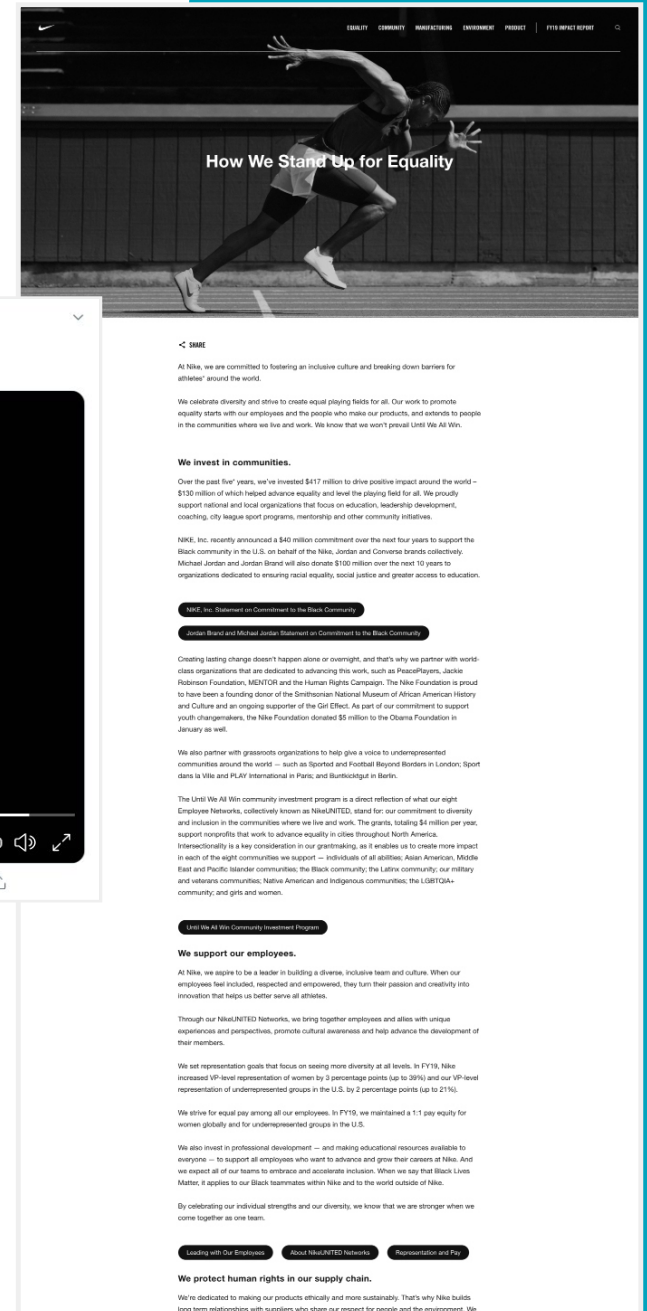 EQUALITY COMMUNITY MANUFACTURING ENVIRONMENT PRODUCT FY19 IMPACT REPORT
How We Stand Up for Equality
SHARE
At Nike, we are committed to fostering an inclusive culture and breaking down barriers for
athletes* around the world.
We celebrate diversity and strive to create equal playing fields for all. Our work to promote
equality starts with our employees and the people who make our products, and extends to people
in the communities where we live and work. We know that we won't prevail Until We All Win.
We invest in communities.
Over the past five* years, we've invested $417 million to drive positive impact around the world –
$130 million of which helped advance equality and level the playing field for all. We proudly
support national and local organizations that focus on education, leadership development,
coaching, city league sport programs, mentorship and other community initiatives.
NIKE, Inc. recently announced a $40 million commitment over the next four years to support the
Black community in the U.S. on behalf of the Nike, Jordan and Converse brands collectively.
Michael Jordan and Jordan Brand will also donate $100 million over the next 10 years to
organizations dedicated to ensuring racial equality, social justice and greater access to education.
NIKE, Inc. Statement on Commitment to the Black Community
Jordan Brand and Michael Jordan Statement on Commitment to the Black Community
Creating lasting change doesn't happen alone or overnight, and that's why we partner with world-
class organizations that are dedicated to advancing this work, such as PeacePlayers, Jackie
Robinson Foundation, MENTOR and the Human Rights Campaign. The Nike Foundation is proud
to have been a founding donor of the Smithsonian National Museum of African American History
and Culture and an ongoing supporter of the Girl Effect. As part of our commitment to support
youth changemakers, the Nike Foundation donated $5 million to the Obama Foundation in
January as well.
We also partner with grassroots organizations to help give a voice to underrepresented
communities around the world — such as Sported and Football Beyond Borders in London; Sport
dans la Ville and PLAY International in Paris; and Buntkicktgut in Berlin.
The Until We All Win community investment program is a direct reflection of what our eight
Employee Networks, collectively known as NikeUNITED, stand for: our commitment to diversity
and inclusion in the communities where we live and work. The grants, totaling $4 million per year,
support nonprofits that work to advance equality in cities throughout North America.
Intersectionality is a key consideration in our grantmaking, as it enables us to create more impact
in each of the eight communities we support — individuals of all abilities; Asian American, Middle
East and Pacific Islander communities; the Black community; the Latinx community; our military
and veterans communities; Native American and Indigenous communities; the LGBTQIA+
community; and girls and women.
Until We All Win Community Investment Program
We support our employees.
At Nike, we aspire to be a leader in building a diverse, inclusive team and culture. When our
employees feel included, respected and empowered, they turn their passion and creativity into
innovation that helps us better serve all athletes.
Through our NikeUNITED Networks, we bring together employees and allies with unique
experiences and perspectives, promote cultural awareness and help advance the development of
their members.
We set representation goals that focus on seeing more diversity at all levels. In FY19, Nike
increased VP-level representation of women by 3 percentage points (up to 39%) and our VP-level
representation of underrepresented groups in the U.S. by 2 percentage points (up to 21%).
We strive for equal pay among all our employees. In FY19, we maintained a 1:1 pay equity for
women globally and for underrepresented groups in the U.S.
We also invest in professional development — and making educational resources available to
everyone — to support all employees who want to advance and grow their careers at Nike. And
we expect all of our teams to embrace and accelerate inclusion. When we say that Black Lives
Matter, it applies to our Black teammates within Nike and to the world outside of Nike.
By celebrating our individual strengths and our diversity, we know that we are stronger when we
come together as one team.
Leading with Our Employees About NikeUNITED Networks Representation and Pay
We protect human rights in our supply chain.
We're dedicated to making our products ethically and more sustainably. That's why Nike builds
long term relationships with suppliers who share our respect for people and the environment. We